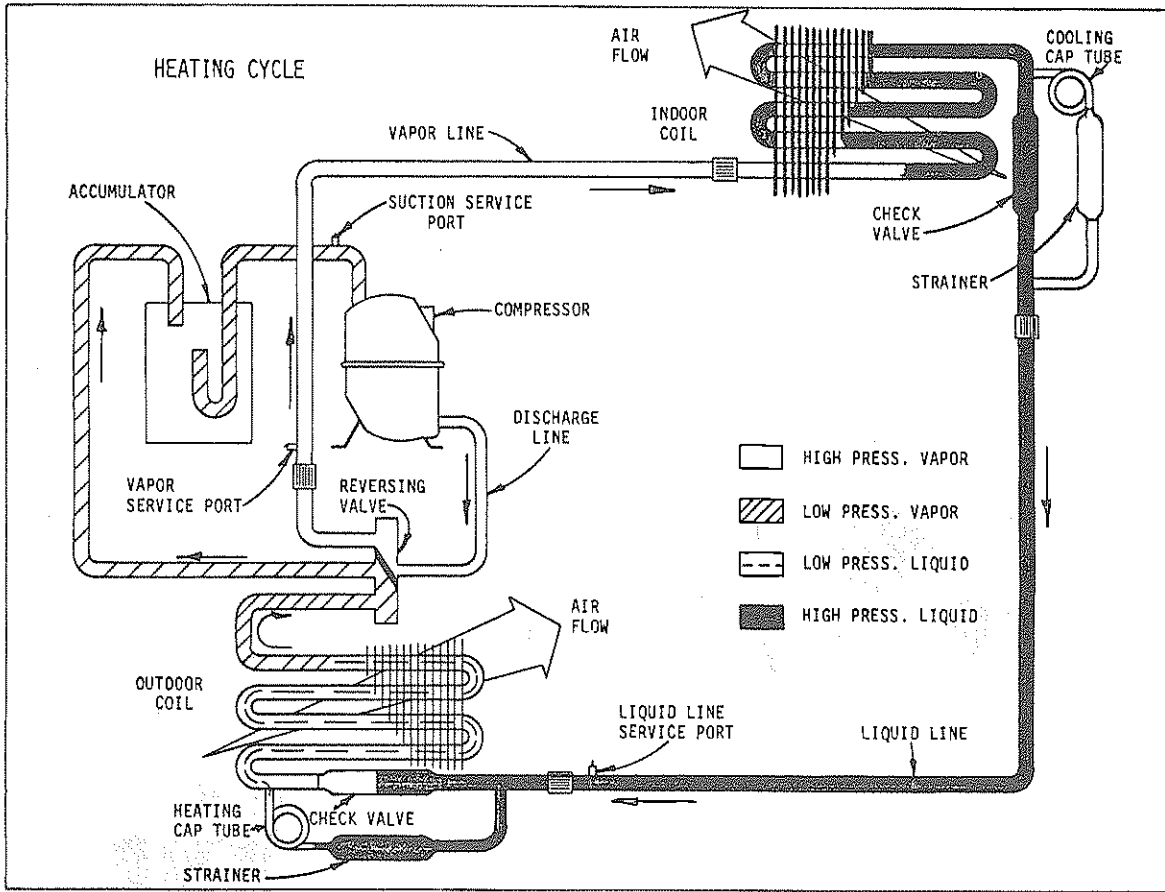 HEATING CYCLE
AIR
FLOW
COOLING
CAP TUBE
INDOOR
COIL
VAPOR LINE
ACCUMULATOR
SUCTION SERVICE
PORT
CHECK
VALVE
STRAINER
COMPRESSOR
DISCHARGE
LINE
VAPOR
SERVICE PORT
REVERSING
VALVE
HIGH PRESS. VAPOR
LOW PRESS. VAPOR
LOW PRESS. LIQUID
HIGH PRESS. LIQUID
AIR
FLOW
OUTDOOR
COIL
LIQUID LINE
SERVICE PORT
LIQUID LINE
HEATING
CAP TUBE
CHECK VALVE
STRAINER